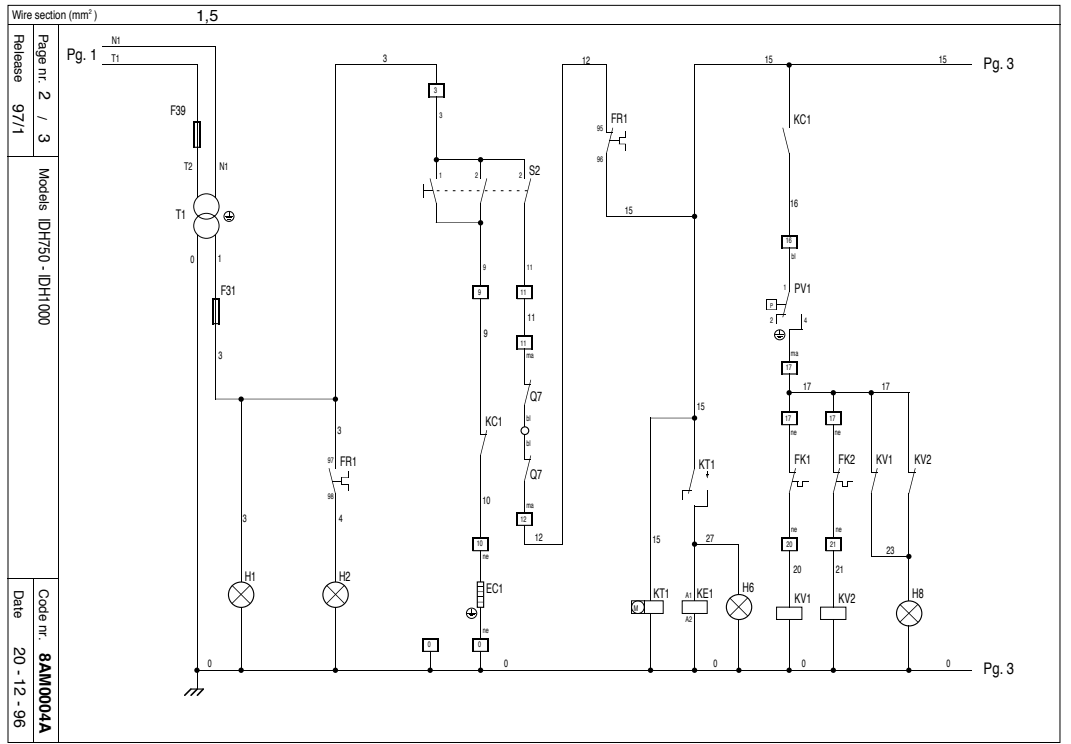 Wire section (mm²) 1,5
Page nr. 2 / 3
Release 97/1
Models IDH750 - IDH1000
Code nr. 8AM0004A
Date 20 - 12 - 96
Pg. 1
N1
T1
3
12
15
15
Pg. 3
3
3
F39
T2
N1
T1
0
1
F31
3
1
2
2
S2
95
FR1
96
15
KC1
16
16
bl
1
PV1
P
2
4
ma
17
17
17
9
11
9
11
9
11
11
ma
Q7
bl
bl
Q7
ma
12
12
KC1
10
10
ne
EC1
ne
0
0
3
97
FR1
98
4
3
H1
H2
15
KT1
27
15
M
KT1
A1
KE1
A2
H6
17
ne
17
ne
FK1
FK2
KV1
KV2
ne
20
20
ne
21
21
23
KV1
KV2
H8
0
0
0
0
0
Pg. 3